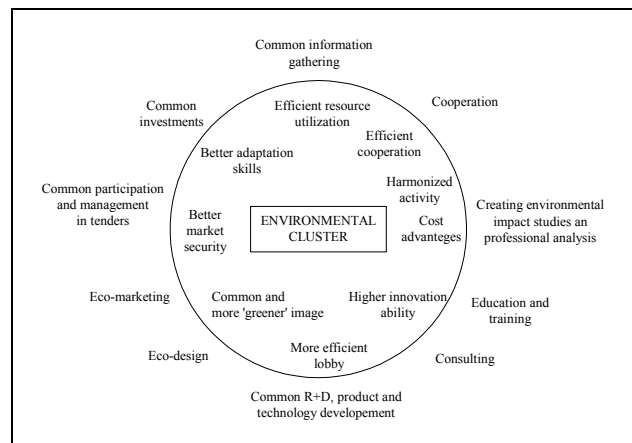 Common information
gathering
Common
investments
Efficient resource
utilization
Cooperation
Efficient
cooperation
Better adaptation
skills
Harmonized
activity
Common participation
and management
in tenders
Better
market
security
ENVIRONMENTAL
CLUSTER
Cost
advanteges
Creating environmental
impact studies an
professional analysis
Eco-marketing
Common and
more 'greener' image
Higher innovation
ability
Education and
training
Eco-design
More efficient
lobby
Consulting
Common R+D, product and
technology developement